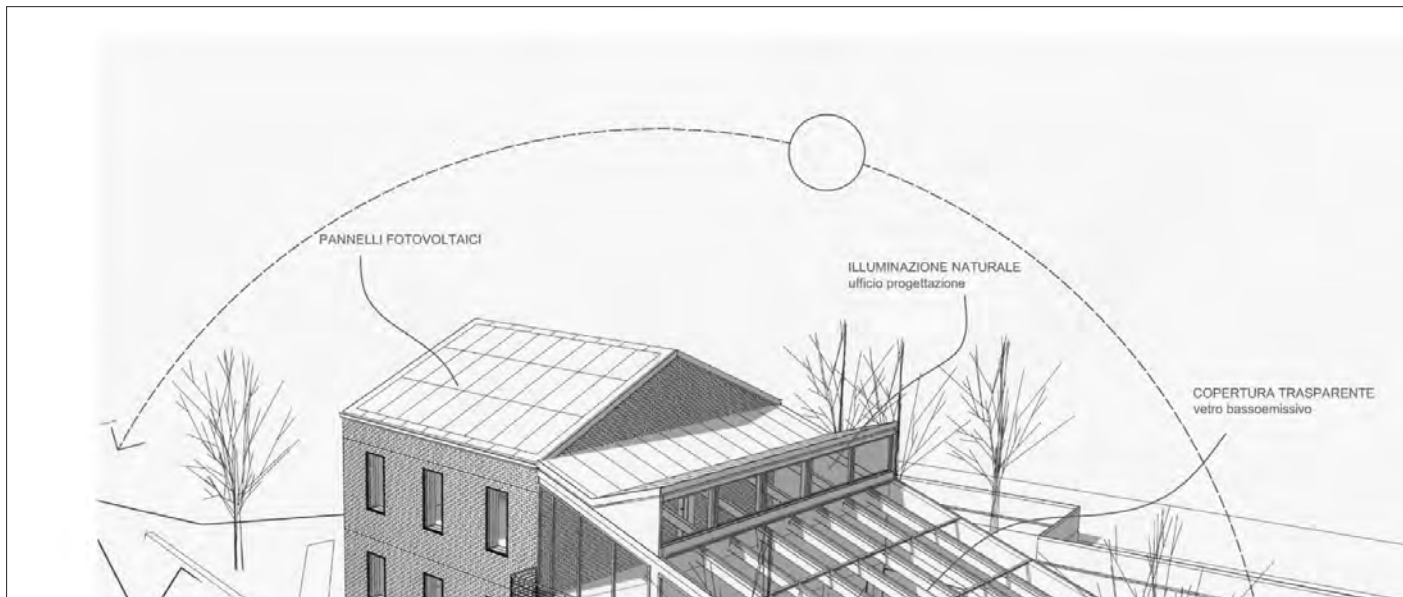 PANNELLI FOTOVOLTAICI
ILLUMINAZIONE NATURALE
ufficio progettazione
COPERTURA TRASPARENTE
vetro bassoemissivo